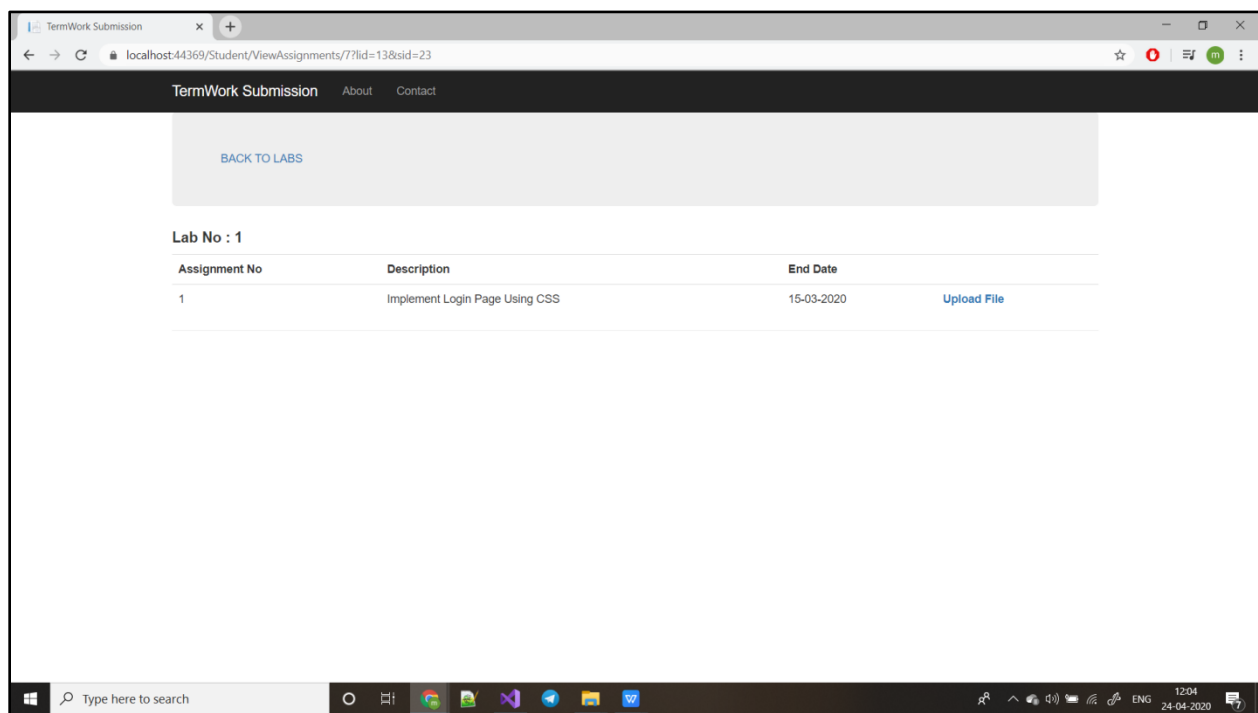 TermWork Submission
localhost:44369/Student/ViewAssignments/7?lid=13&sid=23
m
TermWork Submission About Contact
BACK TO LABS
Lab No : 1
Assignment No Description End Date
1 Implement Login Page Using CSS 15-03-2020 Upload File
Type here to search
ENG
12:04
24-04-2020
7